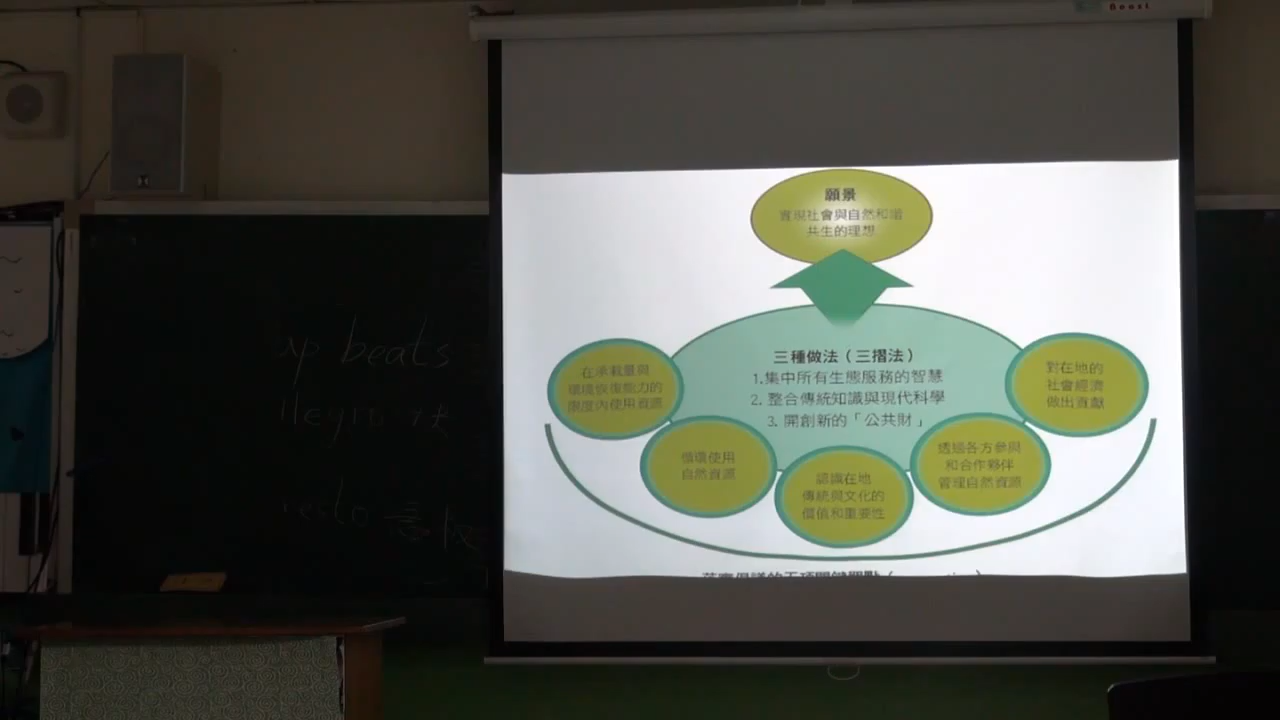 Boxst
願景
實現社會與自然和諧
共生的理想
三種做法（三摺法）
1.集中所有生態服務的智慧
2. 整合傳統知識與現代科學
3. 開創新的「公共財」
在承載量與
環境恢復能力的
限度內使用資源
循環使用
自然資源
認識在地
傳統與文化的
價值和重要性
透過各方參與
和合作夥伴
管理自然資源
對在地的
社會經濟
做出貢獻
beats